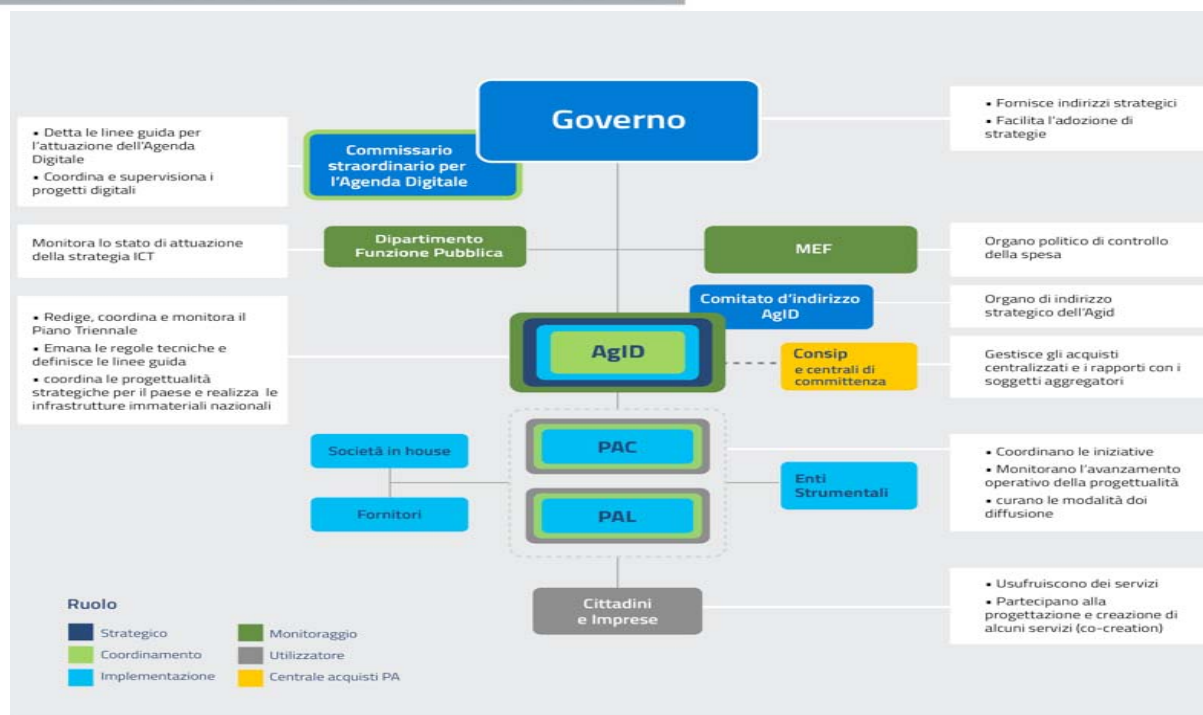 Governo
• Fornisce indirizzi strategici
• Facilita l'adozione di
strategie
• Detta le linee guida per
l'attuazione dell'Agenda
Digitale
• Coordina e supervisiona i
progetti digitali
Commissario
straordinario per
l'Agenda Digitale
Monitora lo stato di attuazione
della strategia ICT
Dipartimento
Funzione Pubblica
MEF
Organo politico di controllo
della spesa
Comitato d'indirizzo
AgID
Organo di indirizzo
strategico dell'Agid
• Redige, coordina e monitora il
Piano Triennale
• Emana le regole tecniche e
definisce le linee guida
• coordina le progettualità
strategiche per il paese e realizza le
infrastrutture immateriali nazionali
AgID
Consip
e centrali di
committenza
Gestisce gli acquisti
centralizzati e i rapporti con i
soggetti aggregatori
Società in house
Fornitori
PAC
PAL
Enti
Strumentali
• Coordinano le iniziative
• Monitorano l'avanzamento
operativo della progettualità
• curano le modalità doi
diffusione
Cittadini
e Imprese
• Usufruiscono dei servizi
• Partecipano alla
progettazione e creazione di
alcuni servizi (co-creation)
Ruolo
Strategico
Coordinamento
Implementazione
Monitoraggio
Utilizzatore
Centrale acquisti PA